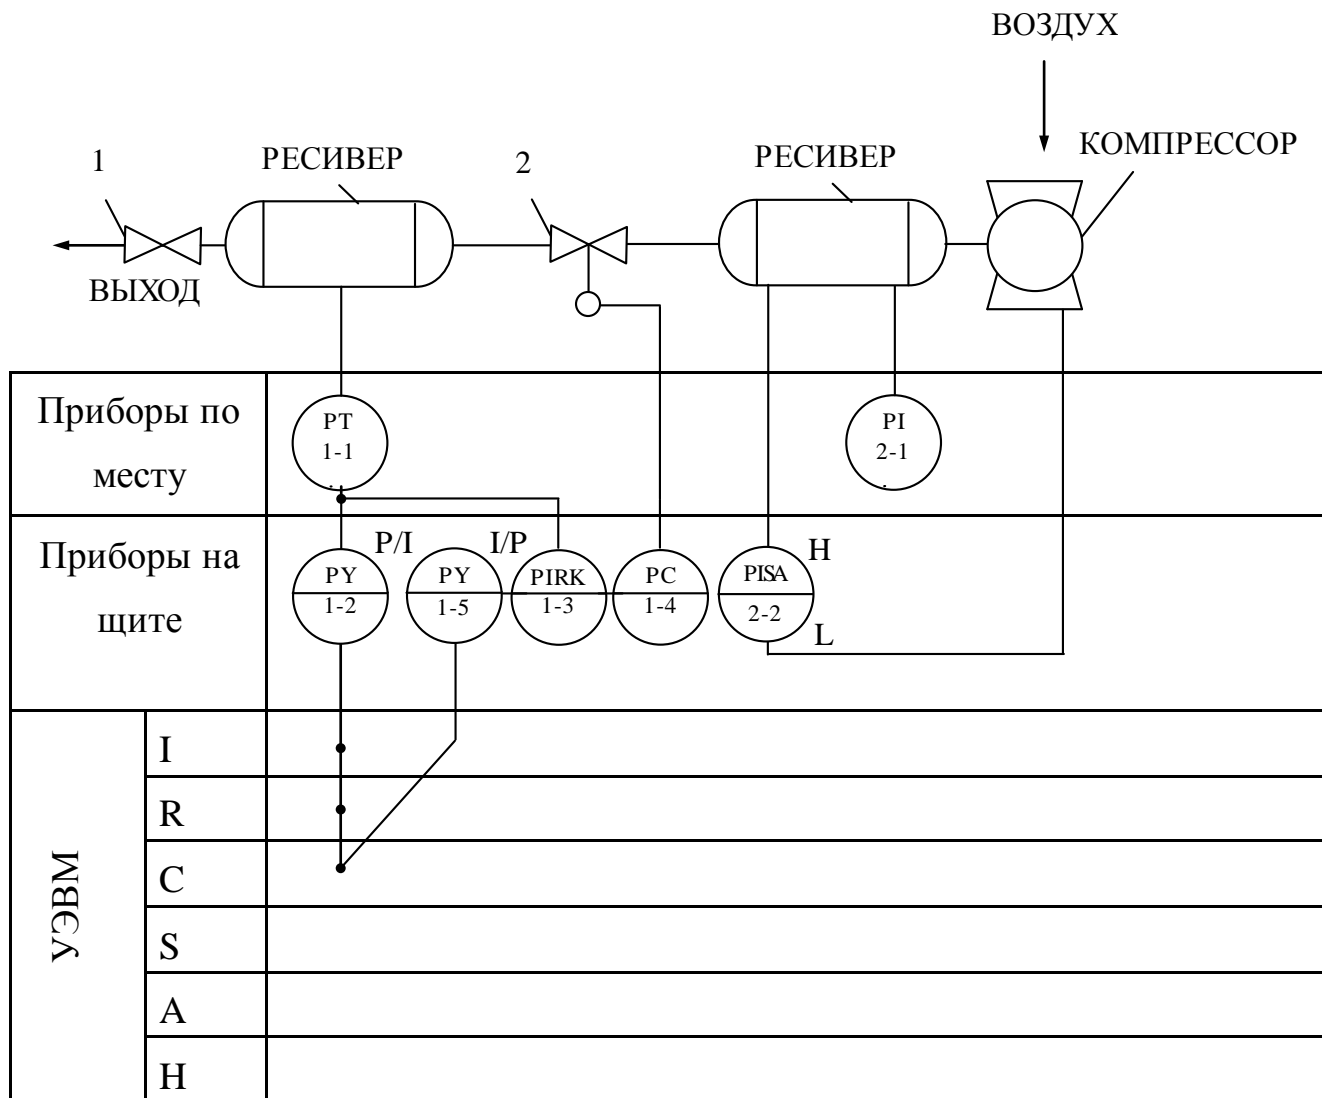 ВОЗДУХ
КОМПРЕССОР
1
РЕСИВЕР
2
РЕСИВЕР
ВЫХОД
Приборы по
месту
PT
1-1
PI
2-1
Приборы на
щите
P/I
I/P
H
L
PY
1-2
PY
1-5
PIRK
1-3
PC
1-4
PISA
2-2
УЭВМ
I
R
C
S
A
H